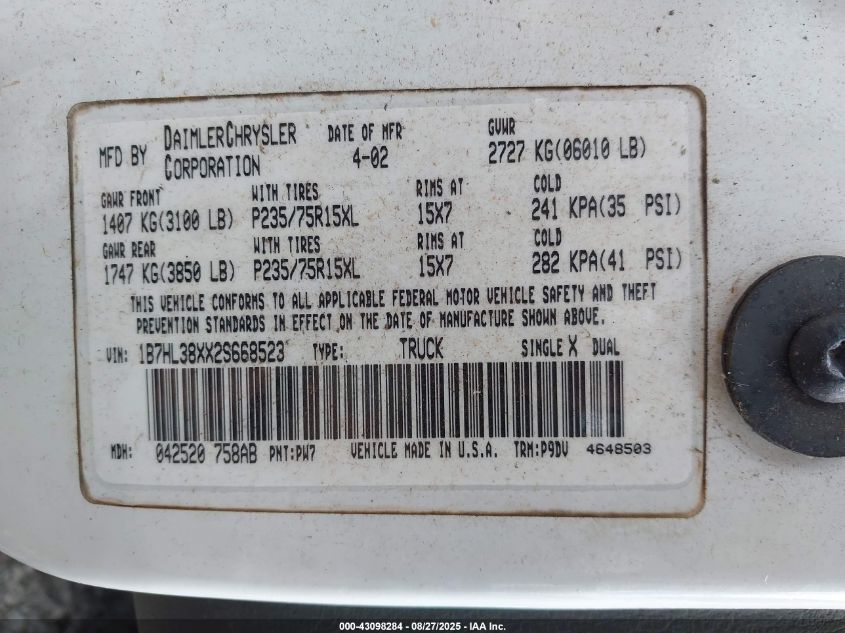 MFD BY DAIMLERCHRYSLER CORPORATION DATE OF MFR 4-02 GVWR 2727 KG(06010 LB)
GAWR FRONT WITH TIRES RIMS AT COLD
1407 KG(3100 LB) P235/75R15XL 15X7 241 KPA(35 PSI)
GAWR REAR WITH TIRES RIMS AT COLD
1747 KG(3850 LB) P235/75R15XL 15X7 282 KPA(41 PSI)
THIS VEHICLE CONFORMS TO ALL APPLICABLE FEDERAL MOTOR VEHICLE SAFETY AND THEFT
PREVENTION STANDARDS IN EFFECT ON THE DATE OF MANUFACTURE SHOWN ABOVE.
VIN: 1B7HL38XX2S668523 TYPE: TRUCK SINGLE X DUAL
MDH: 042520 758AB PNT:PW7 VEHICLE MADE IN U.S.A. TRM:P9DV 4648503
000-43098284 - 08/27/2025 - IAA Inc.